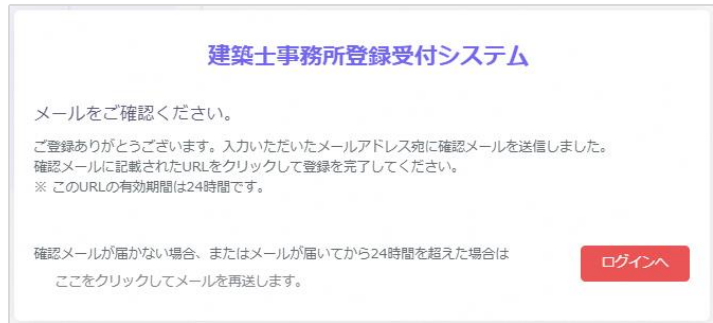 建築士事務所登録受付システム
メールをご確認ください。
ご登録ありがとうございます。入力いただいたメールアドレス宛に確認メールを送信しました。
確認メールに記載されたURLをクリックして登録を完了してください。
※ このURLの有効期間は24時間です。
確認メールが届かない場合、またはメールが届いてから24時間を超えた場合は
ここをクリックしてメールを再送します。
ログインへ